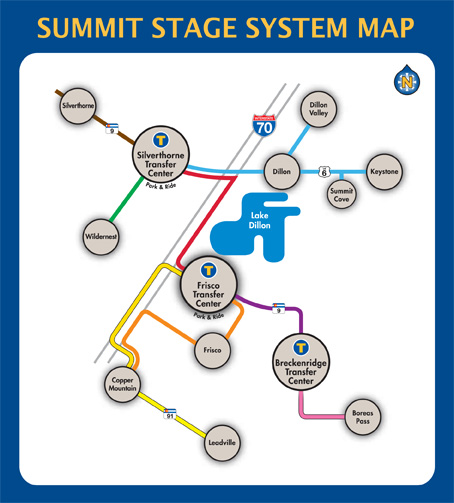 SUMMIT STAGE SYSTEM MAP
N
Silverthorne
9
Dillon
Valley
INTERSTATE
70
T
Silverthorne
Transfer
Center
Park & Ride
Dillon
6
Keystone
Summit
Cove
Wildernest
Lake
Dillon
T
Frisco
Transfer
Center
Park & Ride
9
T
Breckenridge
Transfer
Center
Frisco
Copper
Mountain
91
Boreas
Pass
Leadville